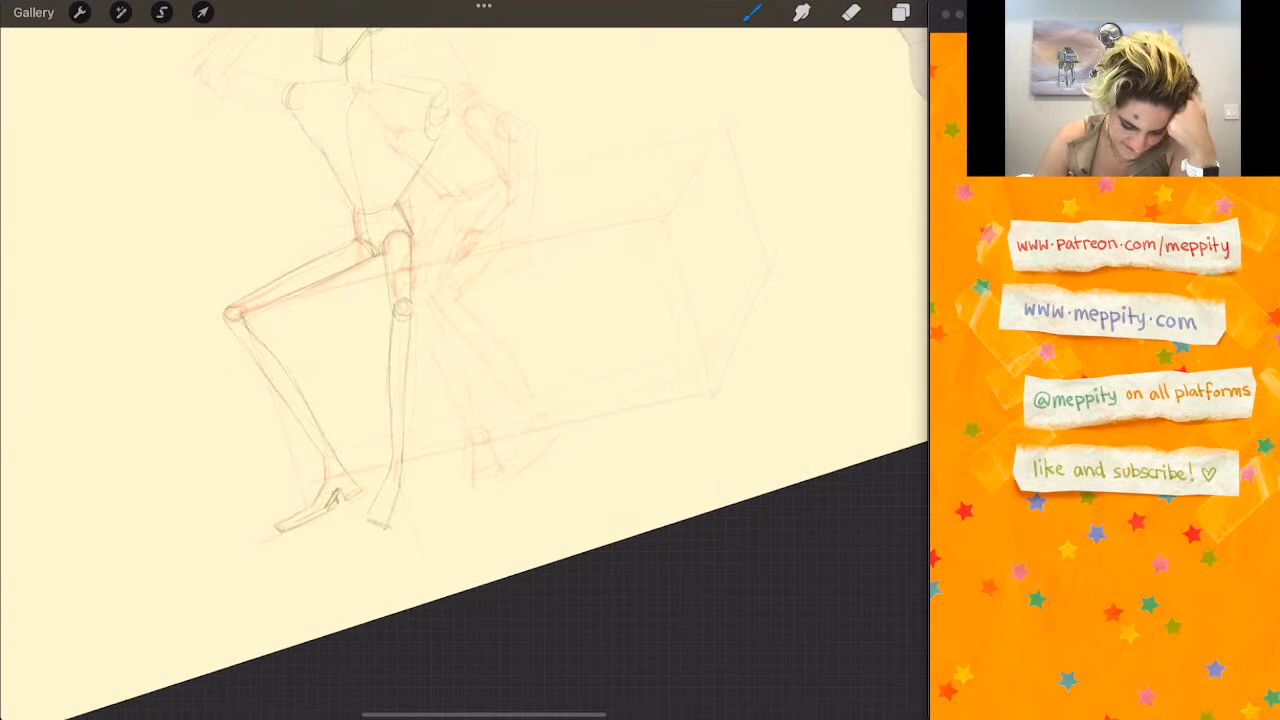 Gallery
www.patreon.com/meppity
www.meppity.com
@meppity on all platforms
like and subscribe! ♡